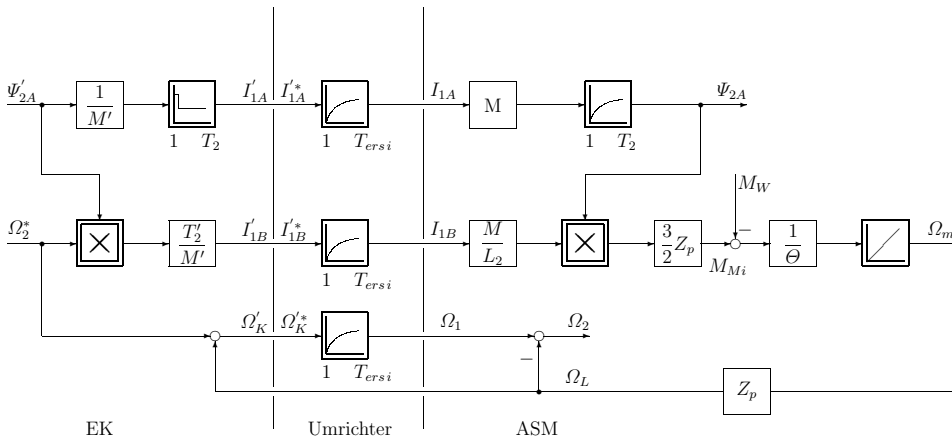 Ψ'2A 1/M' I'1A I'*1A I1A M Ψ2A
1 T2 1 Tersi 1 T2
MW
Ω*2 × T'2/M' I'1B I'*1B I1B M/L2 × 3/2 Zp − 1/Θ Ωm
MMi
1 Tersi
Ω'K Ω'*K Ω1 Ω2
−
1 Tersi ΩL Zp
EK Umrichter ASM